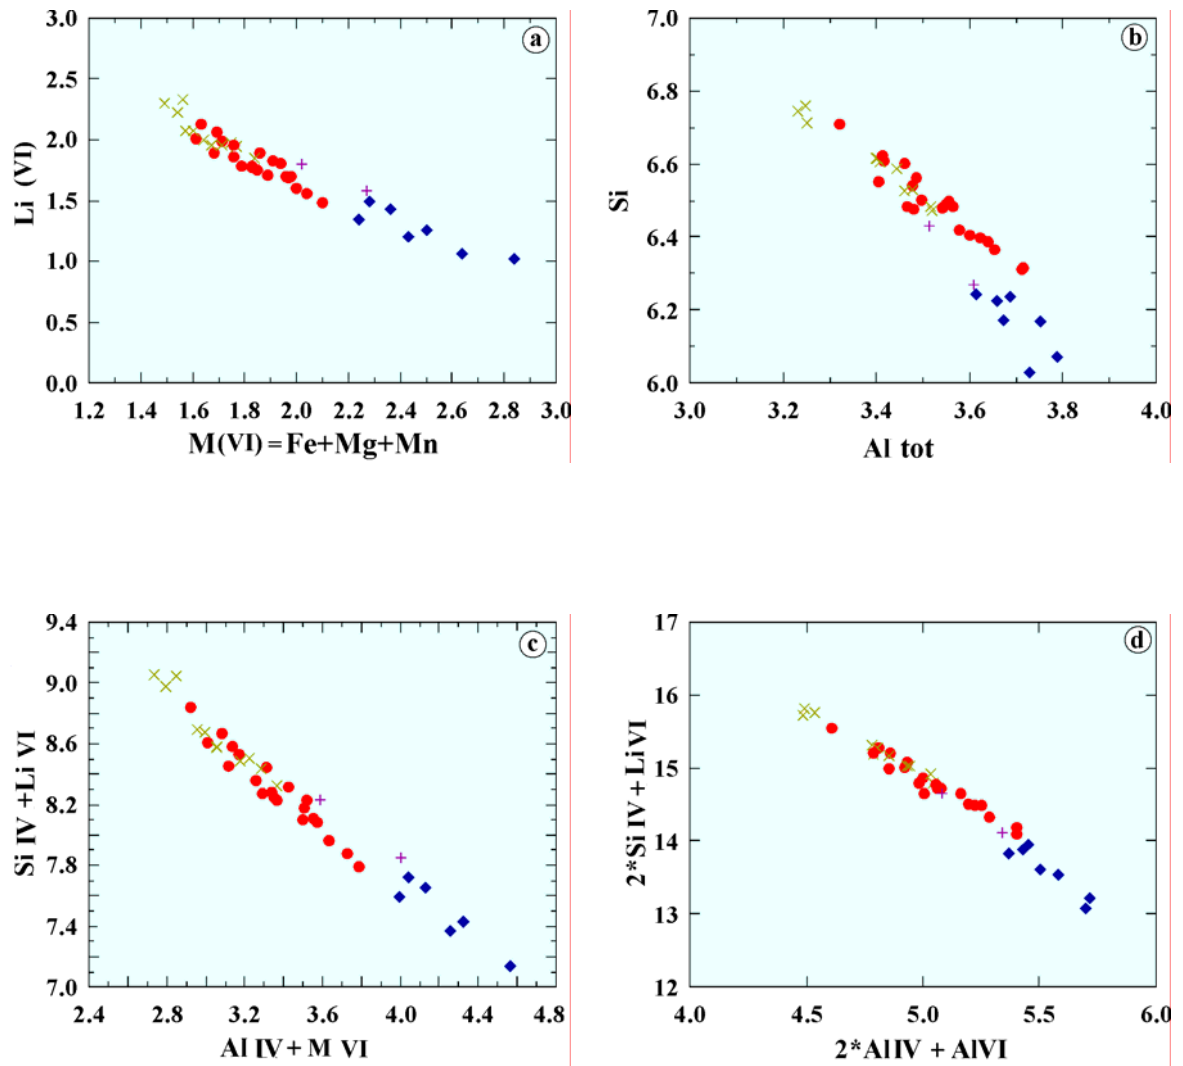 a
3.0
2.5
2.0
1.5
1.0
0.5
0.0
Li (VI)
1.2 1.4 1.6 1.8 2.0 2.2 2.4 2.6 2.8 3.0
M(VI) = Fe+Mg+Mn
b
7.0
6.8
6.6
6.4
6.2
6.0
Si
3.0 3.2 3.4 3.6 3.8 4.0
Al tot
c
9.4
9.0
8.6
8.2
7.8
7.4
7.0
Si IV +Li VI
2.4 2.8 3.2 3.6 4.0 4.4 4.8
Al IV + M VI
d
17
16
15
14
13
12
2*Si IV + Li VI
4.0 4.5 5.0 5.5 6.0
2*Al IV + Al VI